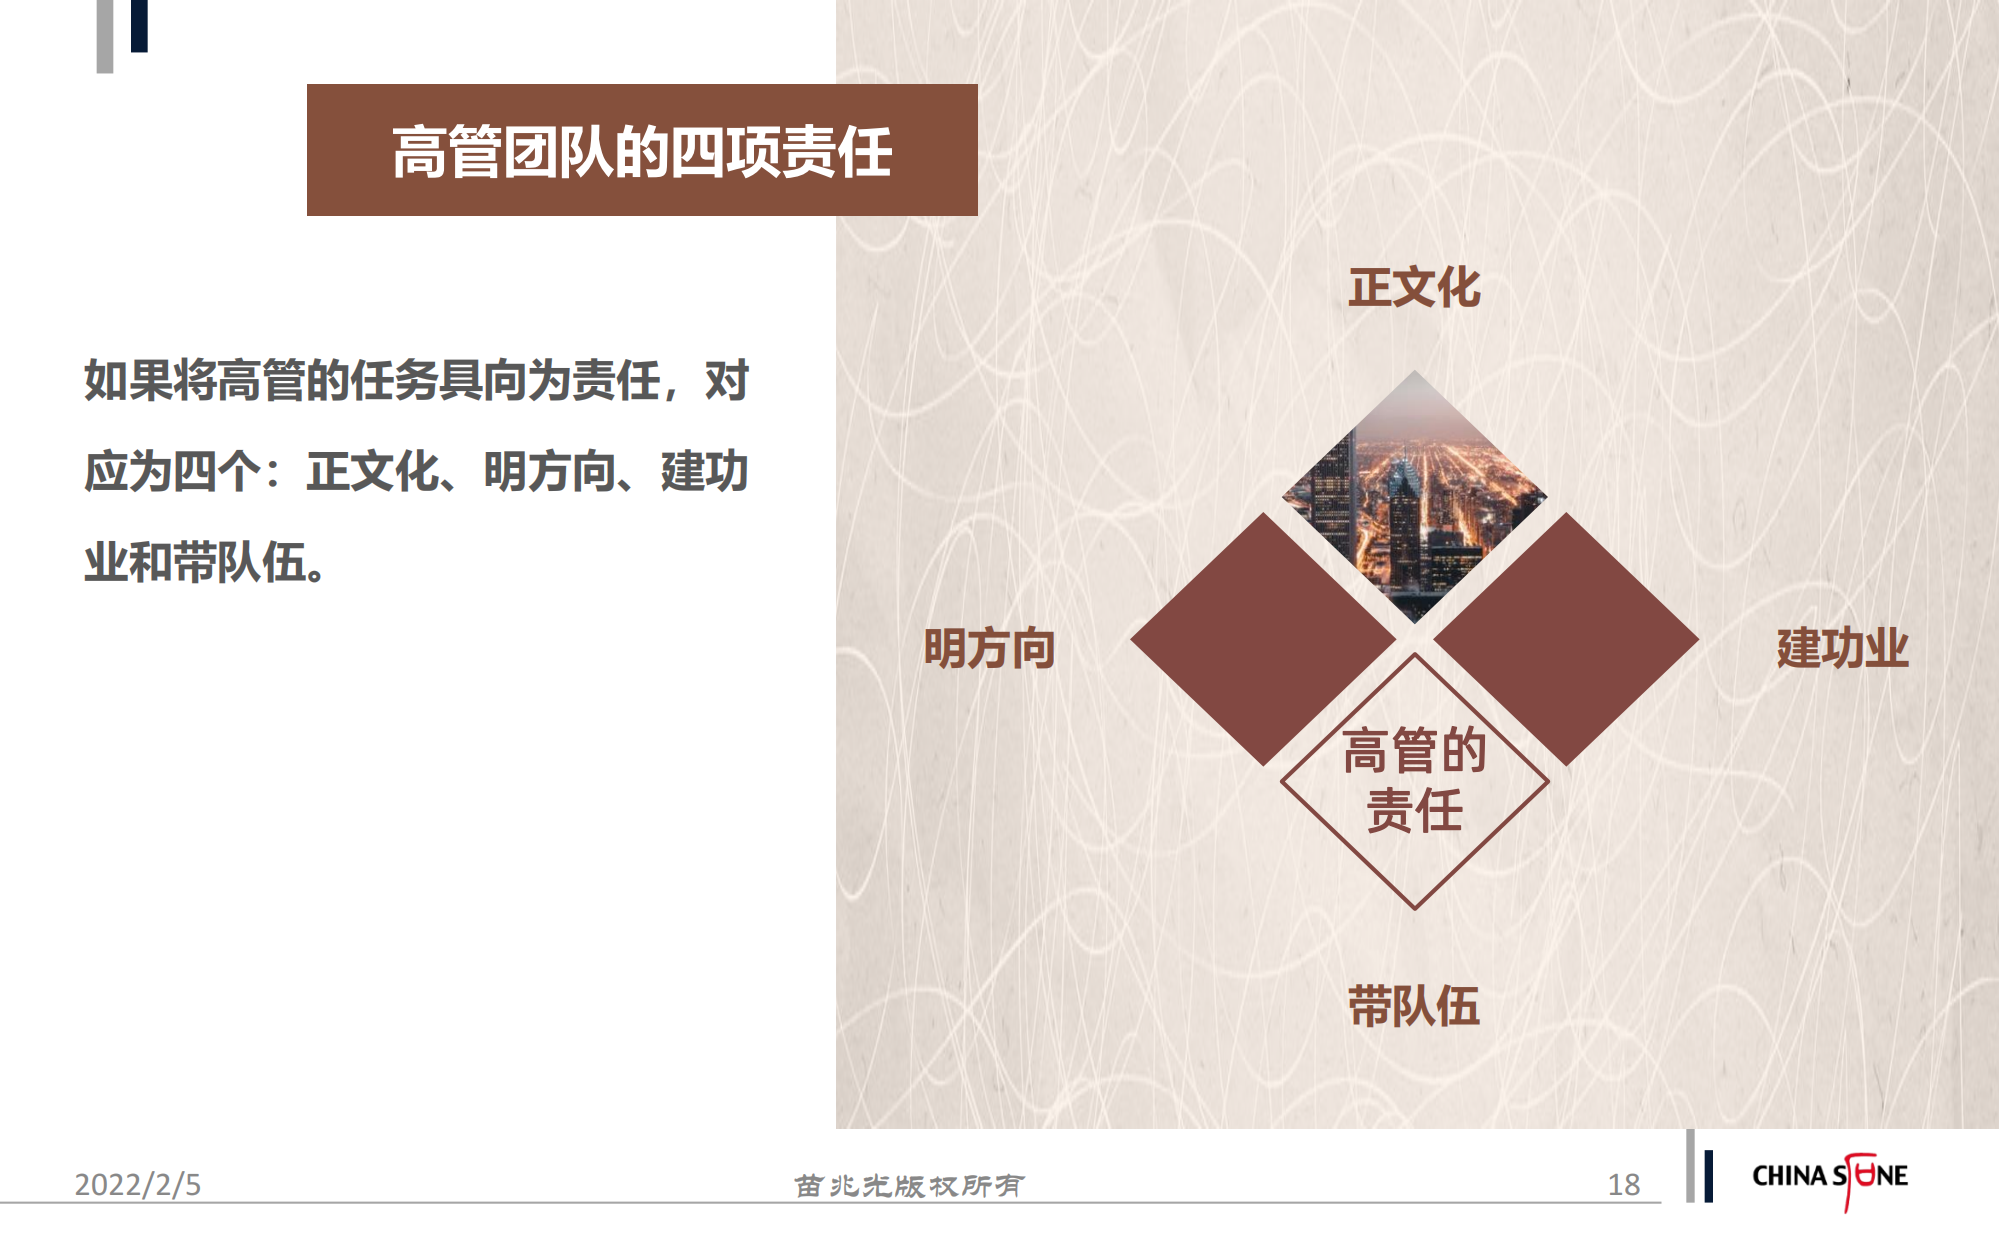 高管团队的四项责任
如果将高管的任务具向为责任，对
应为四个：正文化、明方向、建功
业和带队伍。
正文化
明方向
建功业
高管的
责任
带队伍
2022/2/5
苗兆光版权所有
18
CHINA STONE